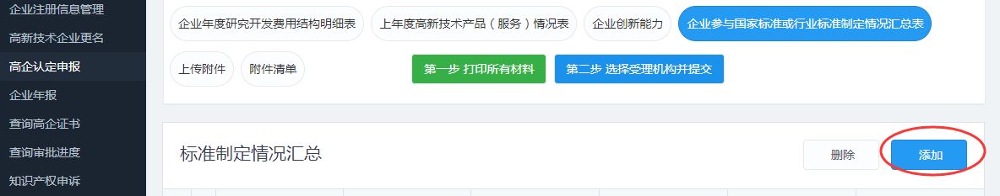 企业注册信息管理
高新技术企业更名
高企认定申报
企业年报
查询高企证书
查询审批进度
知识产权申诉
企业年度研究开发费用结构明细表
上年度高新技术产品（服务）情况表
企业创新能力
企业参与国家标准或行业标准制定情况汇总表
上传附件
附件清单
第一步 打印所有材料
第二步 选择受理机构并提交
标准制定情况汇总
删除
添加